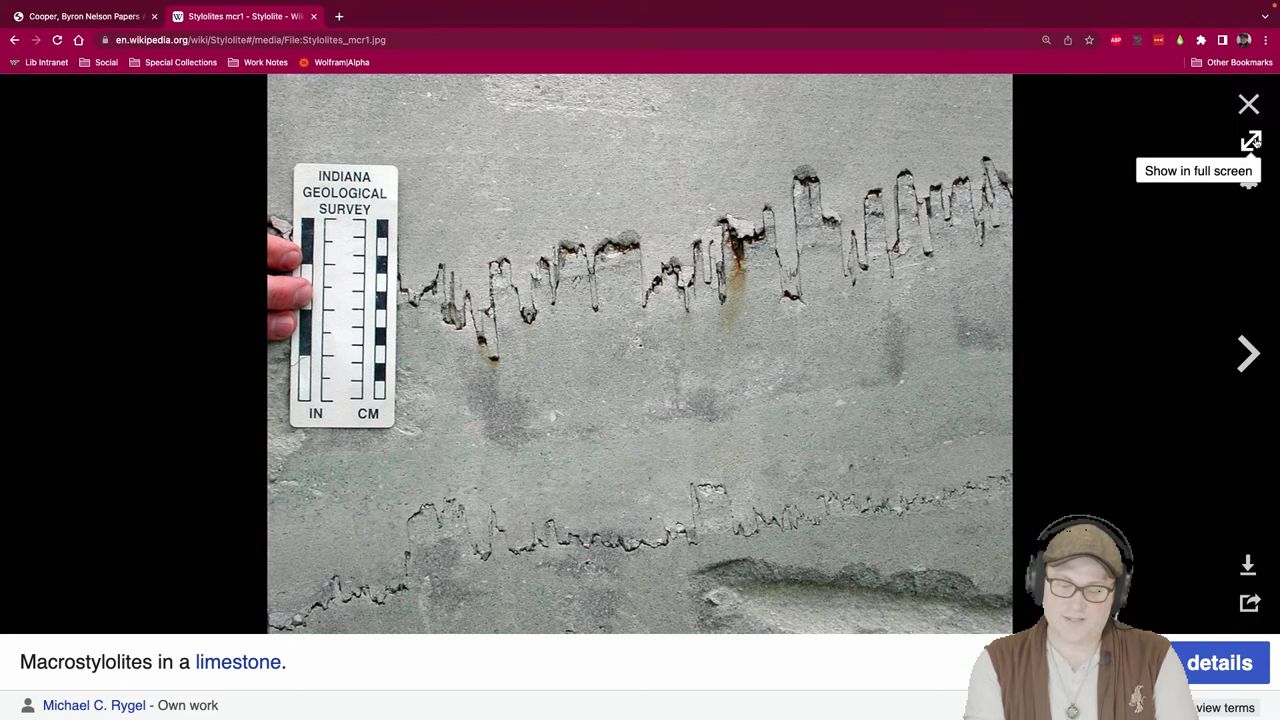 Cooper, Byron Nelson Papers
Stylolites mcr1 - Stylolite - Wik
en.wikipedia.org/wiki/Stylolite#/media/File:Stylolites_mcr1.jpg
ABP
Lib Intranet
Social
Special Collections
Work Notes
Wolfram|Alpha
Other Bookmarks
Show in full screen
INDIANA
GEOLOGICAL
SURVEY
IN CM
Macrostylolites in a limestone.
details
Michael C. Rygel - Own work
view terms